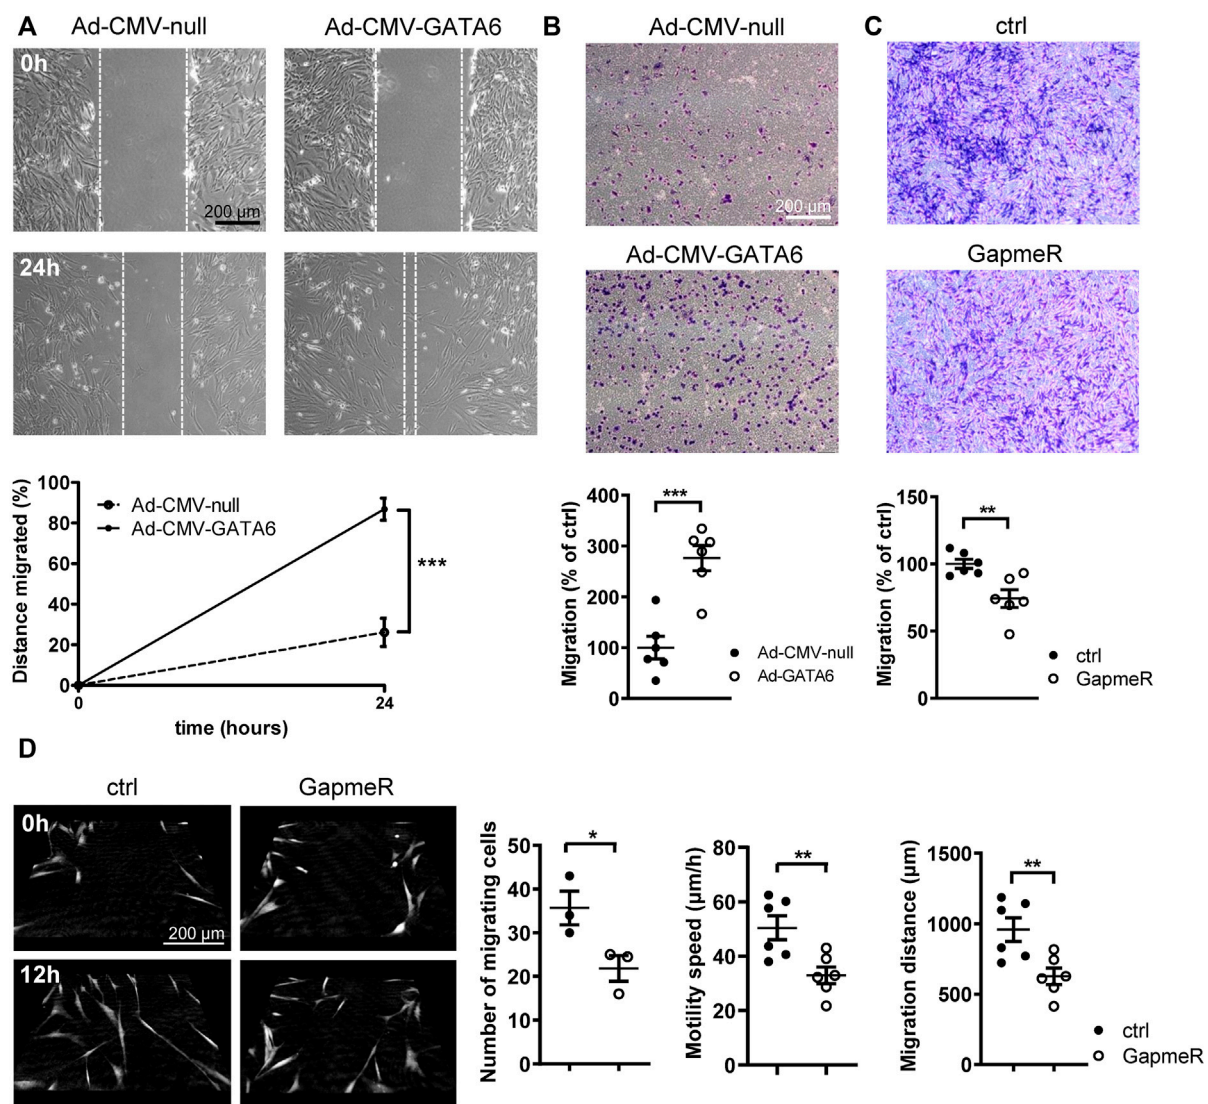 A
Ad-CMV-null
Ad-CMV-GATA6
0h
200 µm
24h
Distance migrated (%)
100
80
60
40
20
0
Ad-CMV-null
Ad-CMV-GATA6
***
0
24
time (hours)
B
Ad-CMV-null
200 µm
Ad-CMV-GATA6
Migration (% of ctrl)
400
300
200
100
0
***
Ad-CMV-null
Ad-GATA6
C
ctrl
GapmeR
Migration (% of ctrl)
150
100
50
0
**
ctrl
GapmeR
D
ctrl
GapmeR
0h
200 µm
12h
Number of migrating cells
50
40
30
20
10
0
*
Motility speed (µm/h)
80
60
40
20
0
**
Migration distance (µm)
1500
1000
500
0
**
ctrl
GapmeR